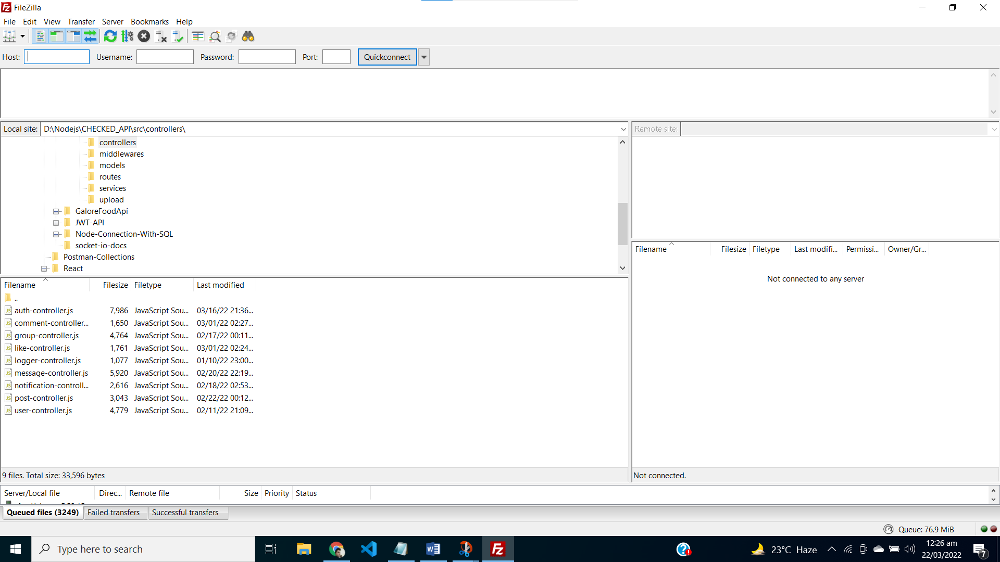 FileZilla
File Edit View Transfer Server Bookmarks Help
Host: Username: Password: Port: Quickconnect
Local site: D:\Nodejs\CHECKED_API\src\controllers\
controllers
middlewares
models
routes
services
upload
GaloreFoodApi
JWT-API
Node-Connection-With-SQL
socket-io-docs
Postman-Collections
React
Filename Filesize Filetype Last modified
..
auth-controller.js 7,986 JavaScript Sou... 03/16/22 21:36...
comment-controller... 1,650 JavaScript Sou... 03/01/22 02:27...
group-controller.js 4,764 JavaScript Sou... 02/17/22 00:11...
like-controller.js 1,761 JavaScript Sou... 03/01/22 02:24...
logger-controller.js 1,077 JavaScript Sou... 01/10/22 23:00...
message-controller.js 5,920 JavaScript Sou... 02/20/22 22:19...
notification-controll... 2,616 JavaScript Sou... 02/18/22 02:53...
post-controller.js 3,043 JavaScript Sou... 02/22/22 00:12...
user-controller.js 4,779 JavaScript Sou... 02/11/22 21:09...
9 files. Total size: 33,596 bytes
Remote site:
Filename Filesize Filetype Last modifi... Permissi... Owner/Gr...
Not connected to any server
Not connected.
Server/Local file Direc... Remote file Size Priority Status
Queued files (3249) Failed transfers Successful transfers
Queue: 76.9 MiB
Type here to search
23°C Haze
12:26 am
22/03/2022
7